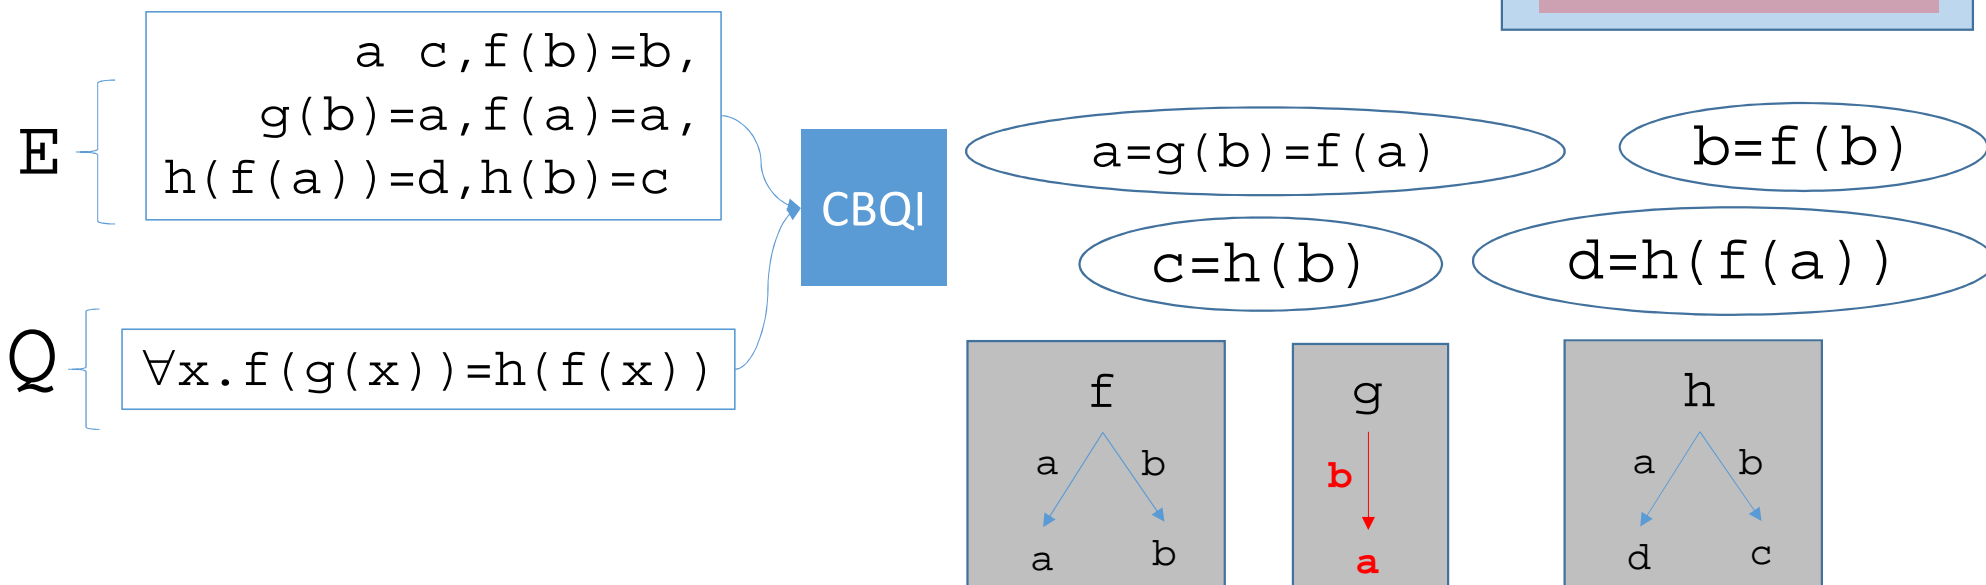 a c,f(b)=b,
g(b)=a,f(a)=a,
h(f(a))=d,h(b)=c
E
CBQI
a=g(b)=f(a)
b=f(b)
c=h(b)
d=h(f(a))
Q
∀x.f(g(x))=h(f(x))
f
a b
a b
g
b
a
h
a b
d c